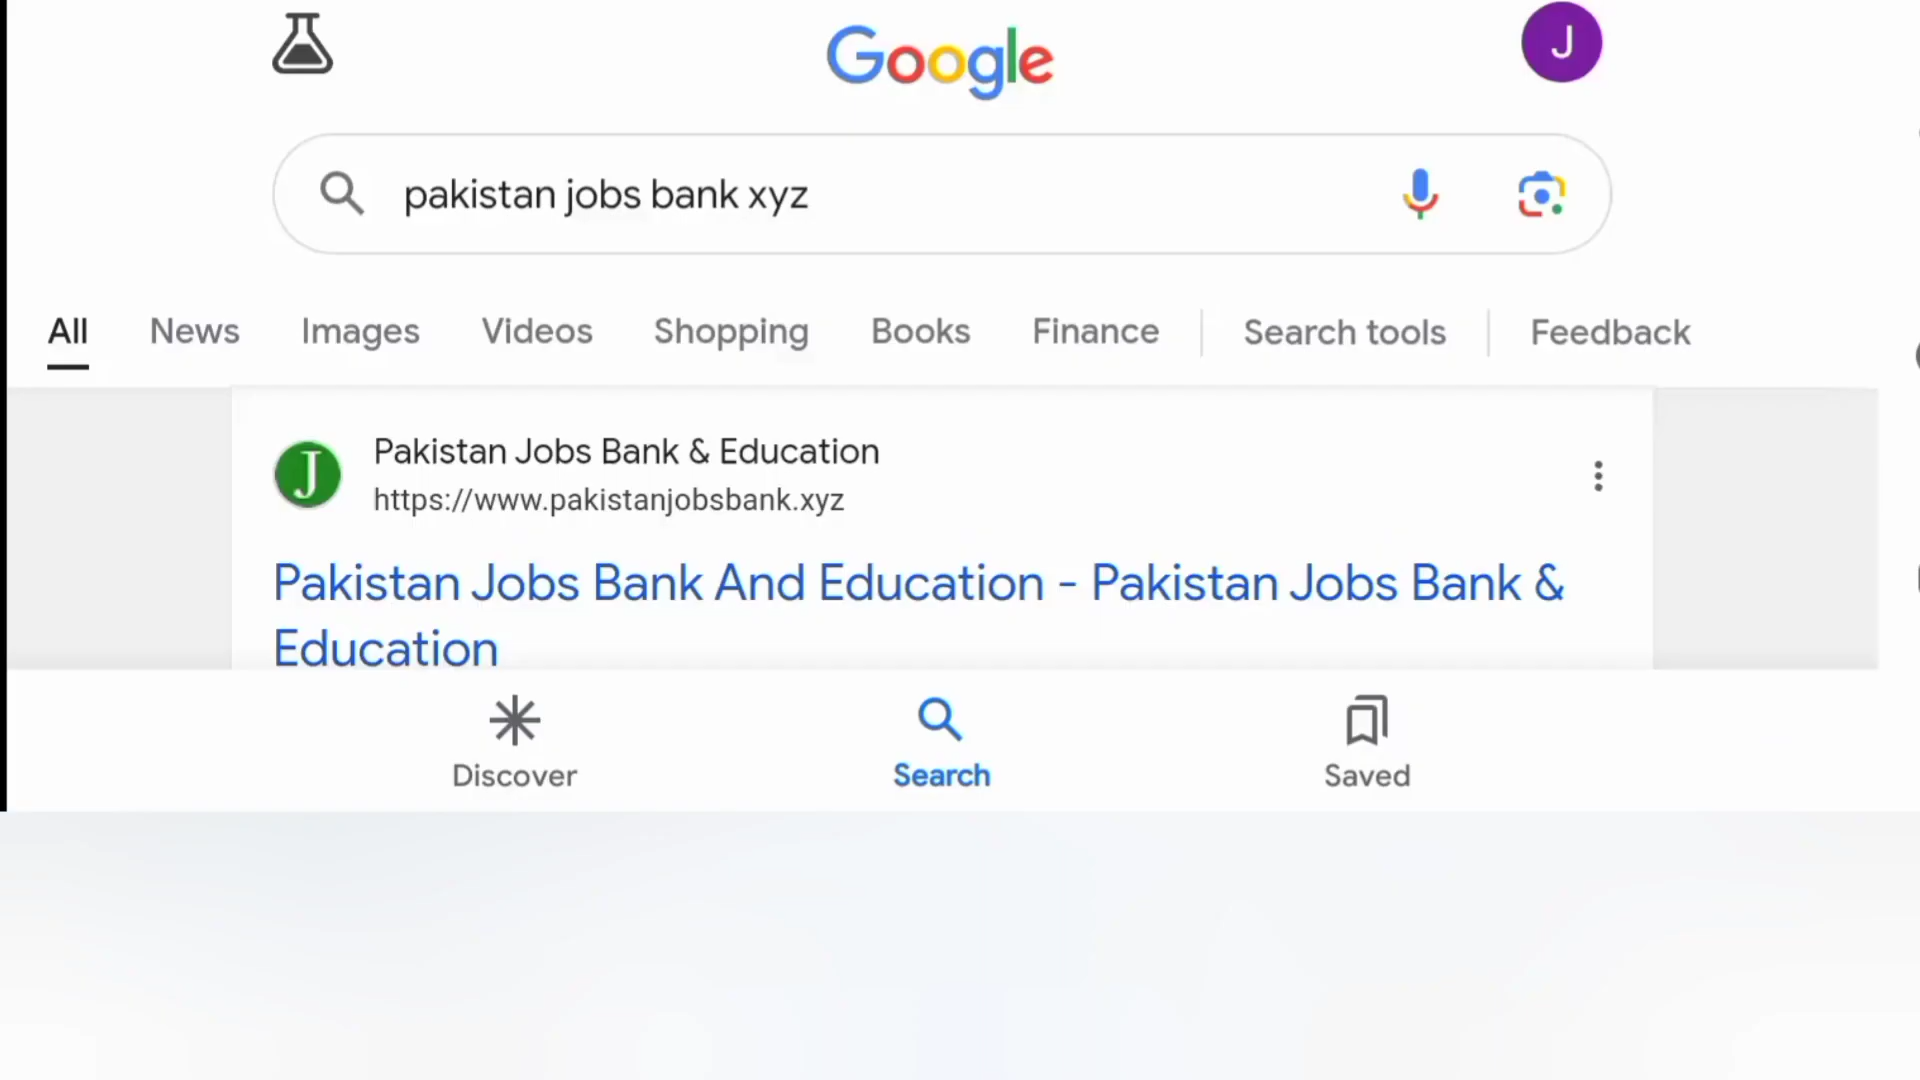 Google
J
pakistan jobs bank xyz
All News Images Videos Shopping Books Finance Search tools Feedback
J
Pakistan Jobs Bank & Education
https://www.pakistanjobsbank.xyz
Pakistan Jobs Bank And Education - Pakistan Jobs Bank &
Education
Discover Search Saved